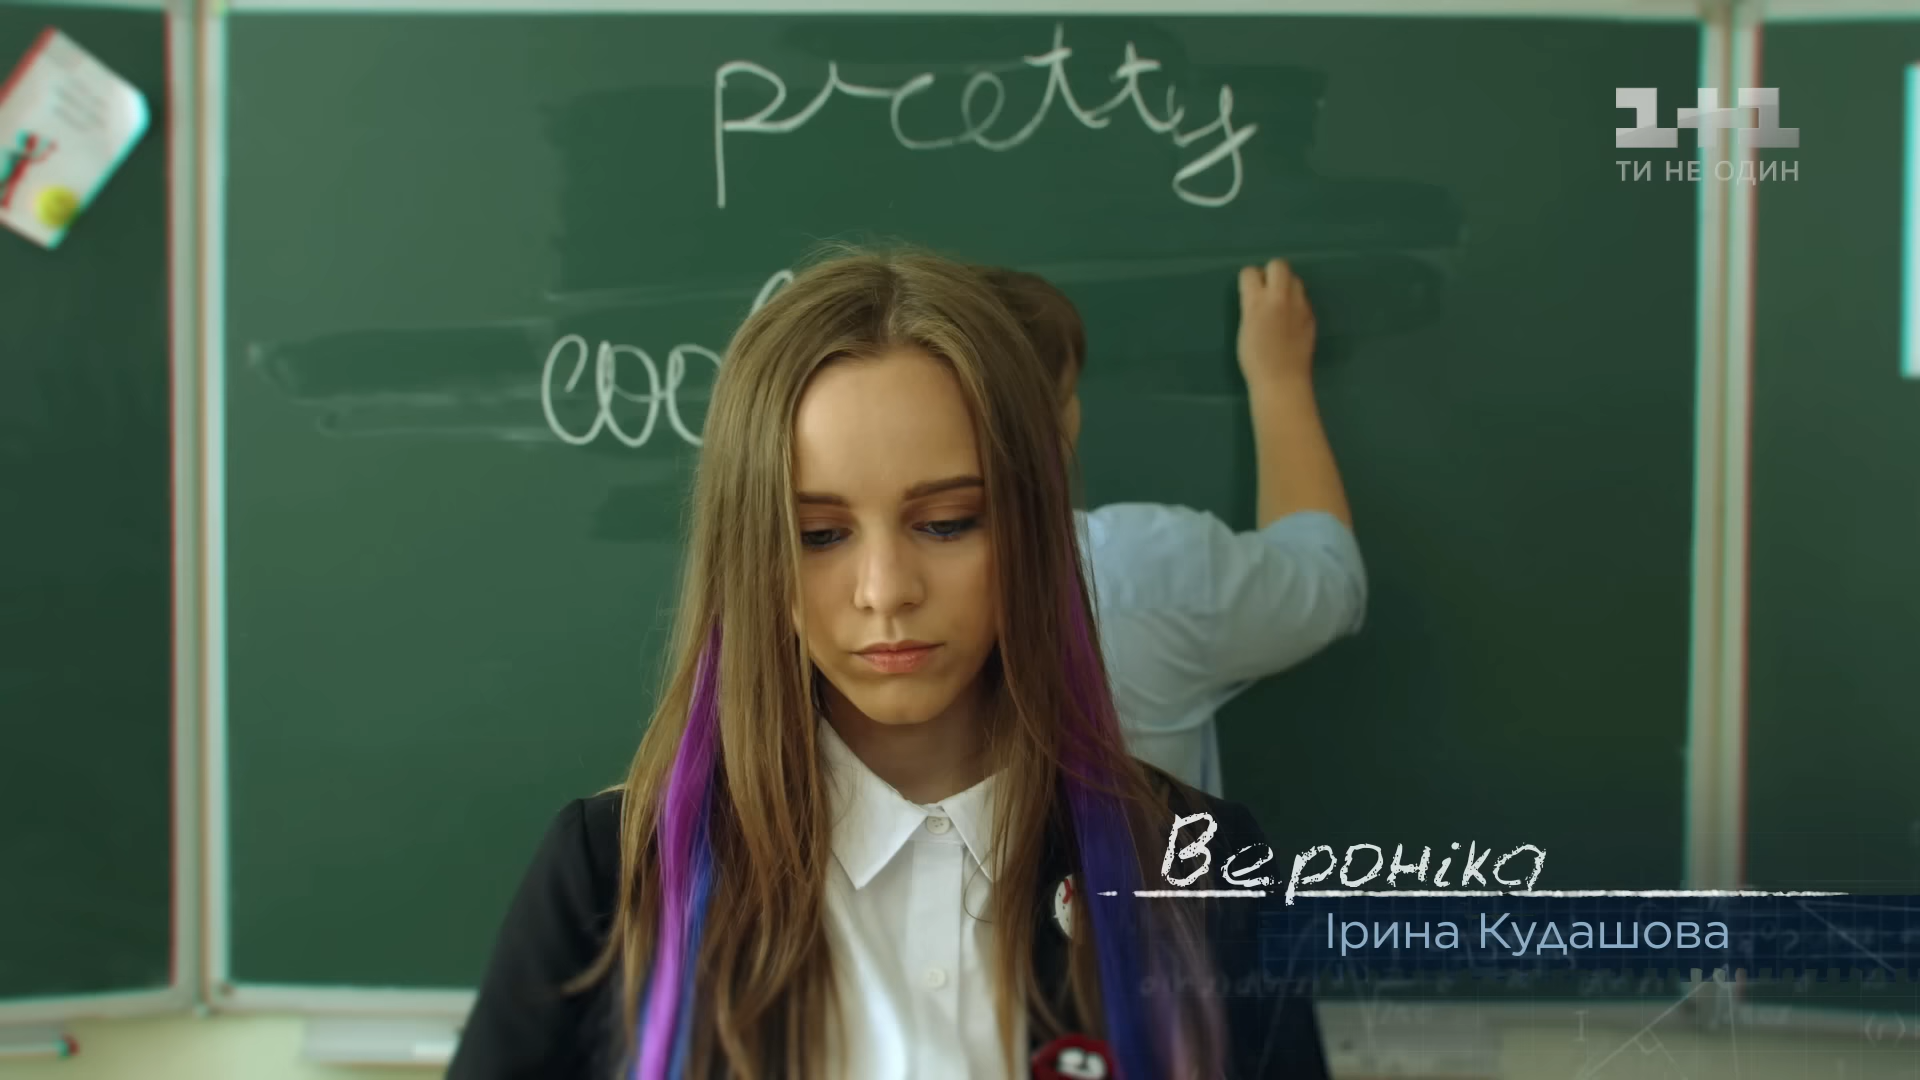 pretty
1+1
ТИ НЕ ОДИН
Вероніка
Ірина Кудашова